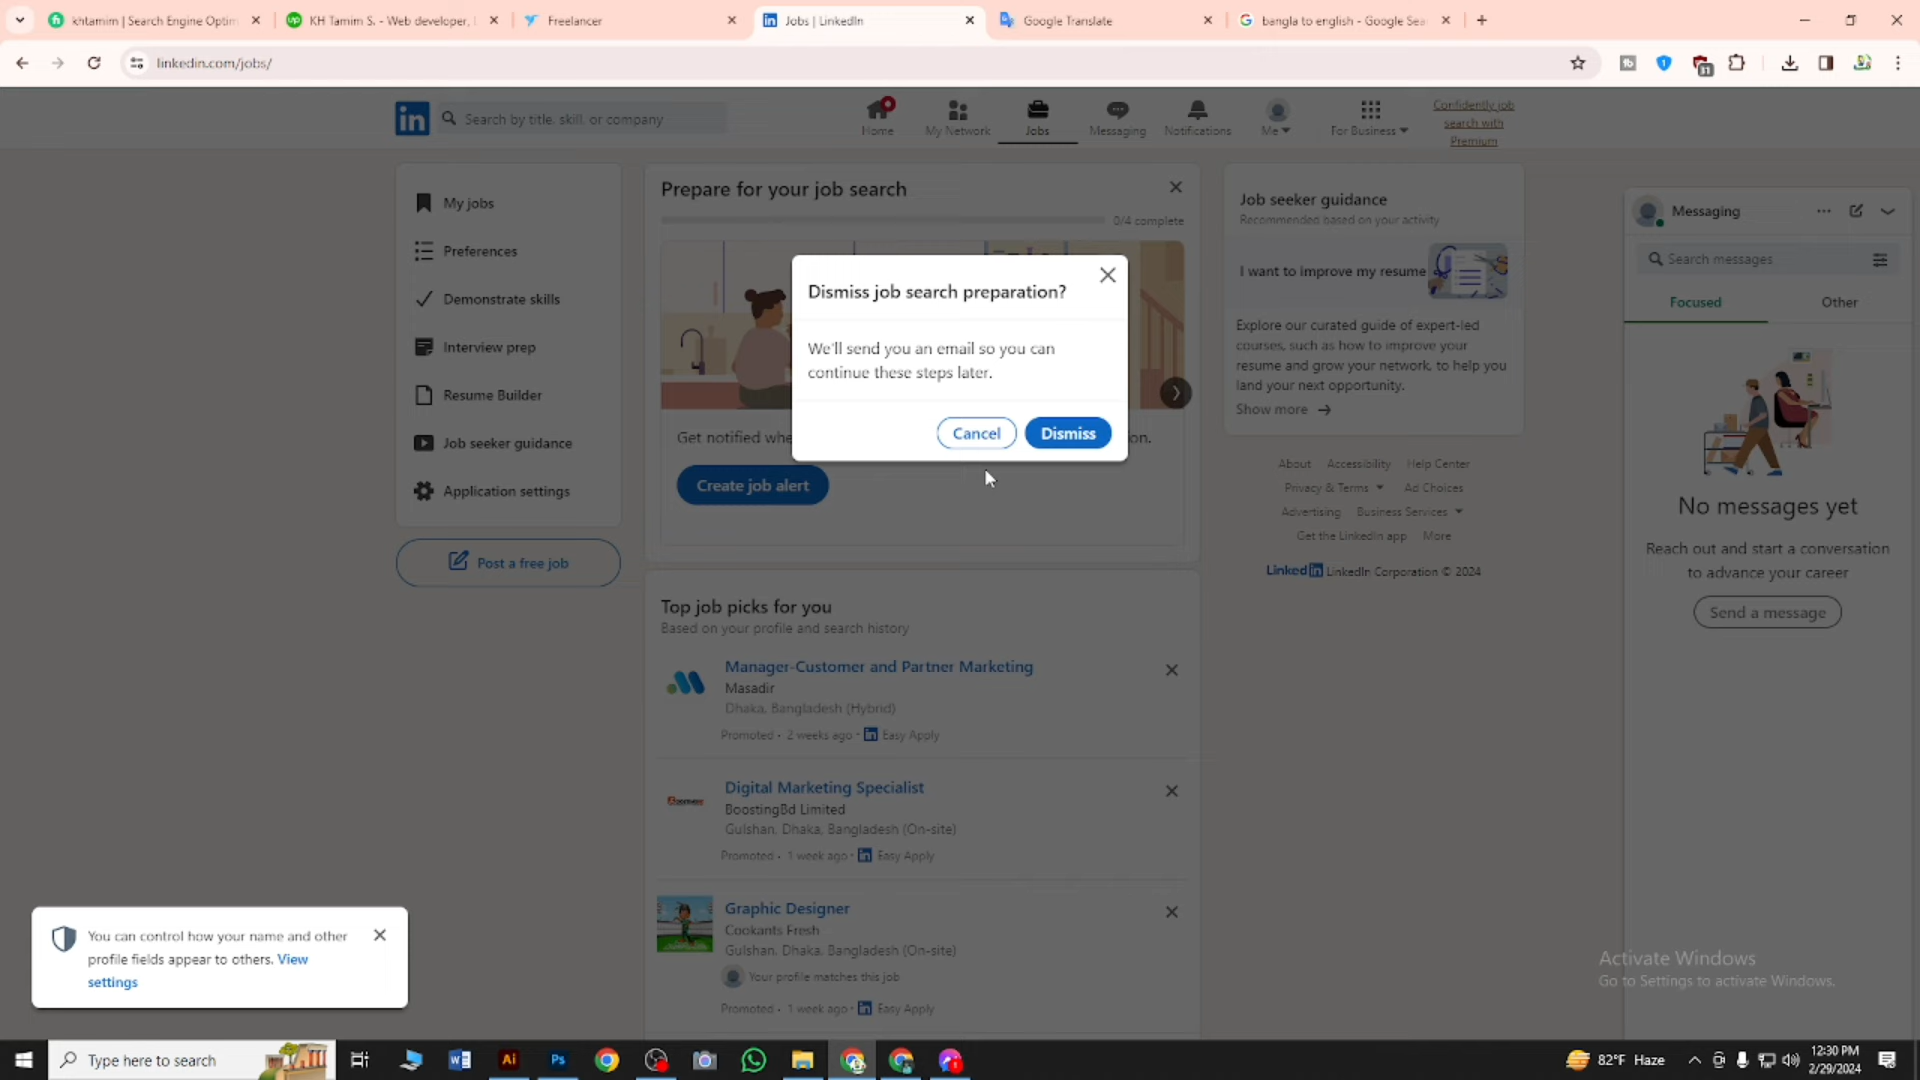 khtamim | Search Engine Optim
KH Tamim S. - Web developer,
Freelancer
Jobs | LinkedIn
Google Translate
bangla to english - Google Sea
linkedin.com/jobs/
in
Search by title, skill, or company
Home
My Network
Jobs
Messaging
Notifications
Me
For Business
Confidently job
search with
Premium
My jobs
Preferences
Demonstrate skills
Interview prep
Resume Builder
Job seeker guidance
Application settings
Post a free job
Prepare for your job search
0/4 complete
Get notified whe
on.
Create job alert
Dismiss job search preparation?
We'll send you an email so you can
continue these steps later.
Cancel
Dismiss
Top job picks for you
Based on your profile and search history
Manager-Customer and Partner Marketing
Masadir
Dhaka, Bangladesh (Hybrid)
Promoted • 2 weeks ago • in Easy Apply
Digital Marketing Specialist
BoostingBd Limited
Gulshan, Dhaka, Bangladesh (On-site)
Promoted • 1 week ago • in Easy Apply
Graphic Designer
Cookants Fresh
Gulshan, Dhaka, Bangladesh (On-site)
Your profile matches this job
Promoted • 1 week ago • in Easy Apply
Job seeker guidance
Recommended based on your activity
I want to improve my resume
Explore our curated guide of expert-led
courses, such as how to improve your
resume and grow your network, to help you
land your next opportunity.
Show more
About Accessibility Help Center
Privacy & Terms Ad Choices
Advertising Business Services
Get the LinkedIn app More
Linked in LinkedIn Corporation © 2024
Messaging
Search messages
Focused
Other
No messages yet
Reach out and start a conversation
to advance your career
Send a message
You can control how your name and other
profile fields appear to others. View
settings
Activate Windows
Go to Settings to activate Windows.
Type here to search
Ai
Ps
82°F Haze
12:30 PM
2/29/2024